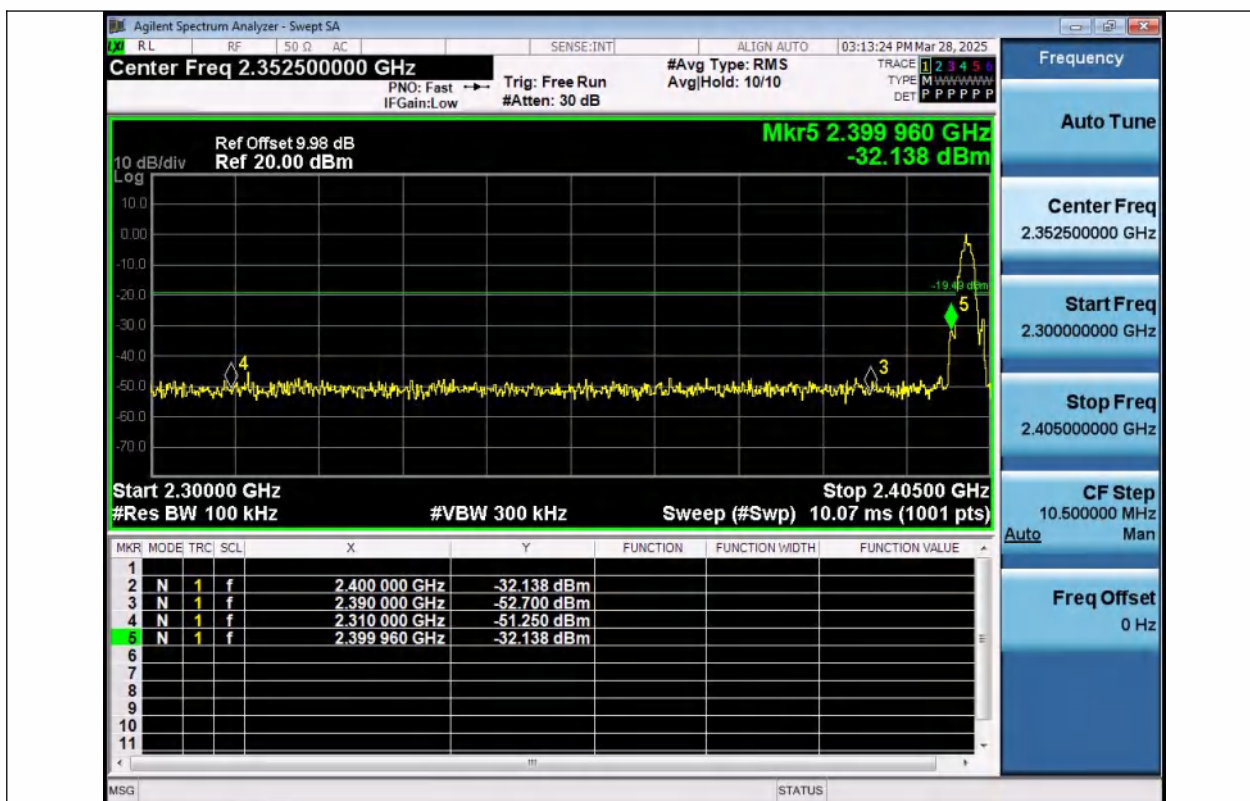 Agilent Spectrum Analyzer - Swept SA
LXI RL RF 50 Ω AC SENSE:INT ALIGN AUTO 03:13:24 PM Mar 28, 2025
Center Freq 2.352500000 GHz
PNO: Fast
IFGain:Low
Trig: Free Run
#Atten: 30 dB
#Avg Type: RMS
Avg|Hold: 10/10
TRACE 1 2 3 4 5 6
TYPE M W W W W W
DET P P P P P P
Ref Offset 9.98 dB
10 dB/div Ref 20.00 dBm
Log
Mkr5 2.399 960 GHz
-32.138 dBm
10.0
0.00
-10.0
-20.0
-30.0
-40.0
-50.0
-60.0
-70.0
-19.49 dBm
5
4
3
Start 2.30000 GHz Stop 2.40500 GHz
#Res BW 100 kHz #VBW 300 kHz Sweep (#Swp) 10.07 ms (1001 pts)
MKR MODE TRC SCL X Y FUNCTION FUNCTION WIDTH FUNCTION VALUE
1
2 N 1 f 2.400 000 GHz -32.138 dBm
3 N 1 f 2.390 000 GHz -52.700 dBm
4 N 1 f 2.310 000 GHz -51.250 dBm
5 N 1 f 2.399 960 GHz -32.138 dBm
6
7
8
9
10
11
MSG STATUS
Frequency
Auto Tune
Center Freq
2.352500000 GHz
Start Freq
2.300000000 GHz
Stop Freq
2.405000000 GHz
CF Step
10.500000 MHz
Auto Man
Freq Offset
0 Hz